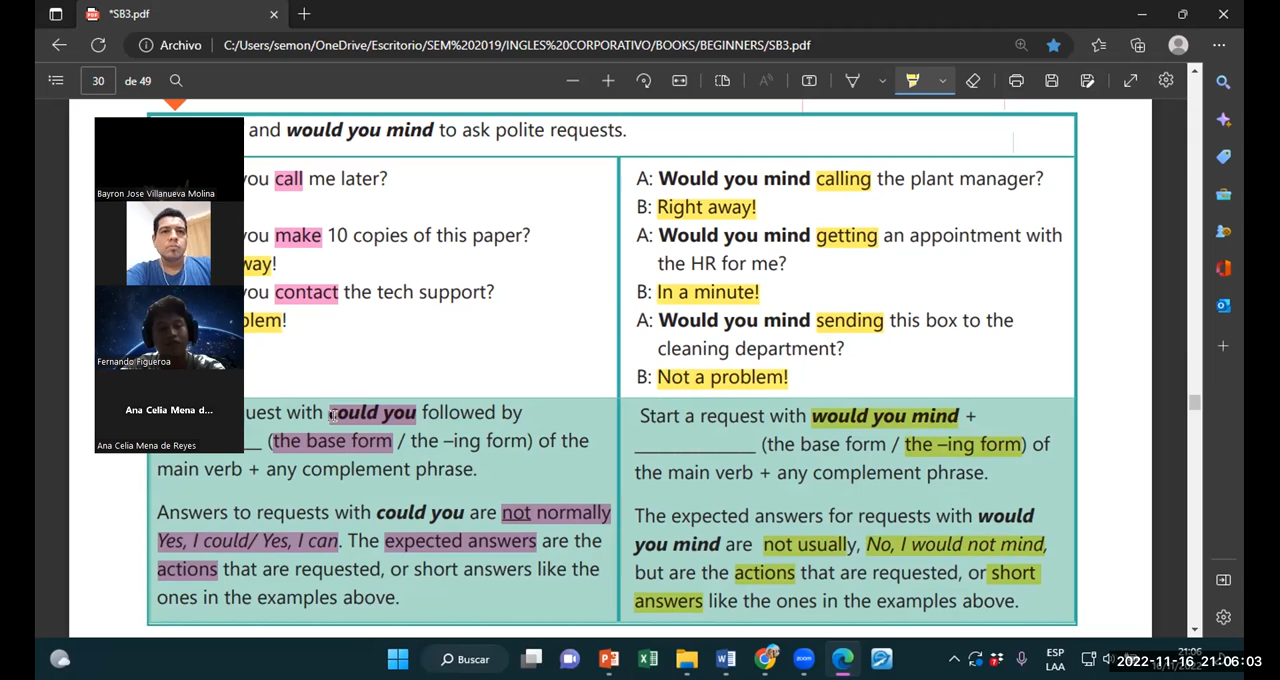 *SB3.pdf
Archivo
C:/Users/semon/OneDrive/Escritorio/SEM%202019/INGLES%20CORPORATIVO/BOOKS/BEGINNERS/SB3.pdf
30 de 49
and would you mind to ask polite requests.
you call me later?
you make 10 copies of this paper?
way!
you contact the tech support?
blem!
A: Would you mind calling the plant manager?
B: Right away!
A: Would you mind getting an appointment with
the HR for me?
B: In a minute!
A: Would you mind sending this box to the
cleaning department?
B: Not a problem!
Bayron Jose Villanueva Molina
Fernando Figueroa
Ana Celia Mena d...
Ana Celia Mena de Reyes
uest with could you followed by
__ (the base form / the –ing form) of the
main verb + any complement phrase.
Answers to requests with could you are not normally
Yes, I could/ Yes, I can. The expected answers are the
actions that are requested, or short answers like the
ones in the examples above.
Start a request with would you mind +
_____________ (the base form / the –ing form) of
the main verb + any complement phrase.
The expected answers for requests with would
you mind are not usually, No, I would not mind,
but are the actions that are requested, or short
answers like the ones in the examples above.
Buscar
ESP
LAA
21:06
2022-11-16 21:06:03